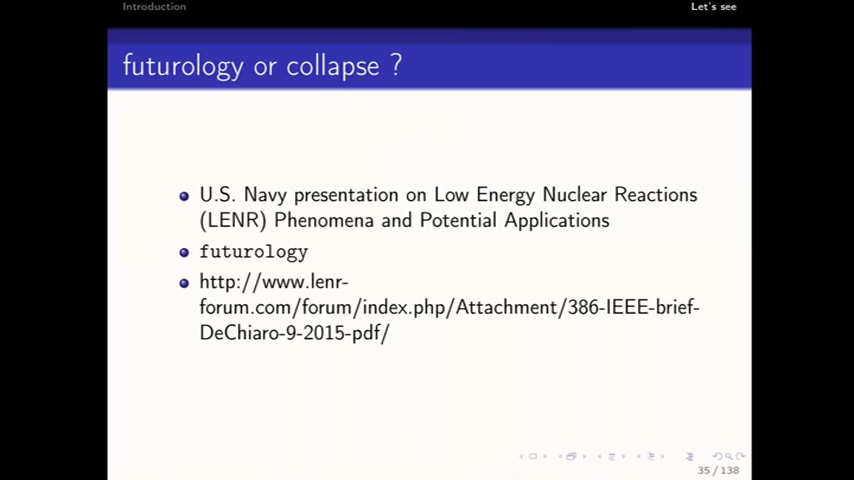 Introduction
Let's see
futurology or collapse ?
U.S. Navy presentation on Low Energy Nuclear Reactions
(LENR) Phenomena and Potential Applications
futurology
http://www.lenr-
forum.com/forum/index.php/Attachment/386-IEEE-brief-
DeChiaro-9-2015-pdf/
35 / 138